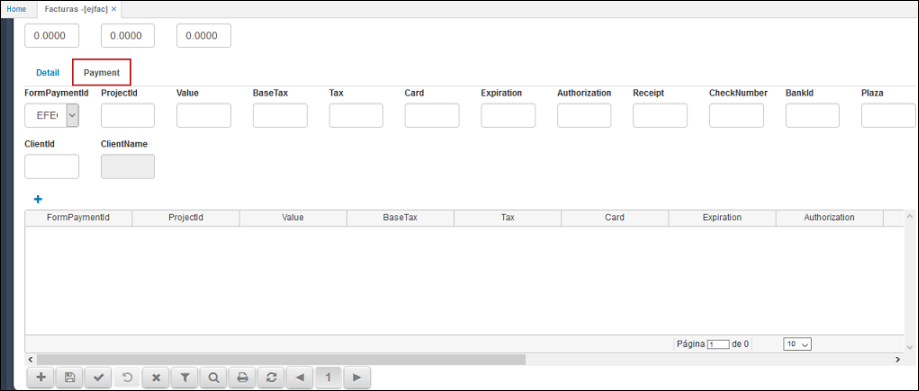 Home Facturas -[ejfac] ×
0.0000 0.0000 0.0000
Detail Payment
FormPaymentId ProjectId Value BaseTax Tax Card Expiration Authorization Receipt CheckNumber BankId Plaza
ClientId ClientName
FormPaymentId ProjectId Value BaseTax Tax Card Expiration Authorization
Página 1 de 0 10
1